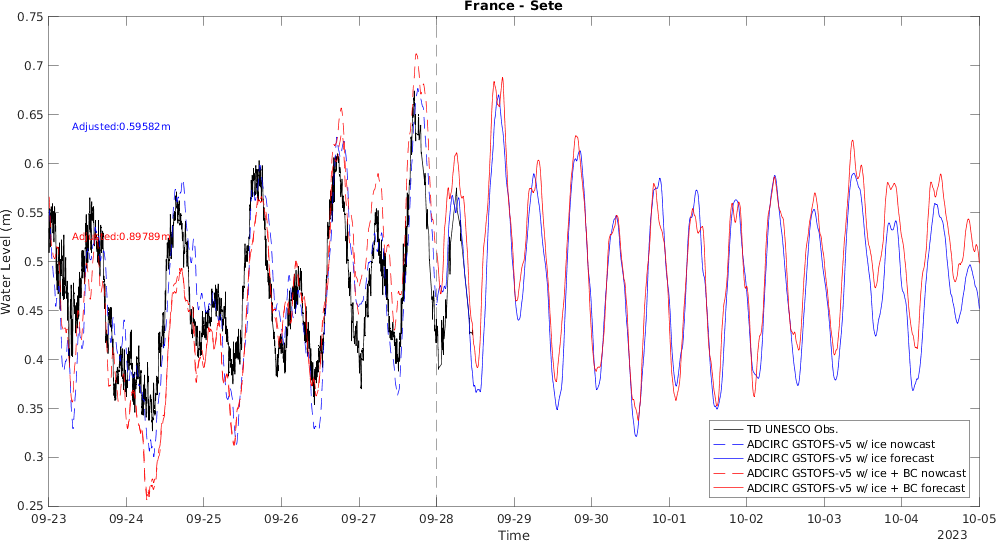 France - Sete
0.75
0.7
0.65
0.6
0.55
0.5
0.45
0.4
0.35
0.3
0.25
Water Level (m)
Adjusted:0.59582m
Adjusted:0.89789m
TD UNESCO Obs.
ADCIRC GSTOFS-v5 w/ ice nowcast
ADCIRC GSTOFS-v5 w/ ice forecast
ADCIRC GSTOFS-v5 w/ ice + BC nowcast
ADCIRC GSTOFS-v5 w/ ice + BC forecast
09-23 09-24 09-25 09-26 09-27 09-28 09-29 09-30 10-01 10-02 10-03 10-04 10-05
Time
2023